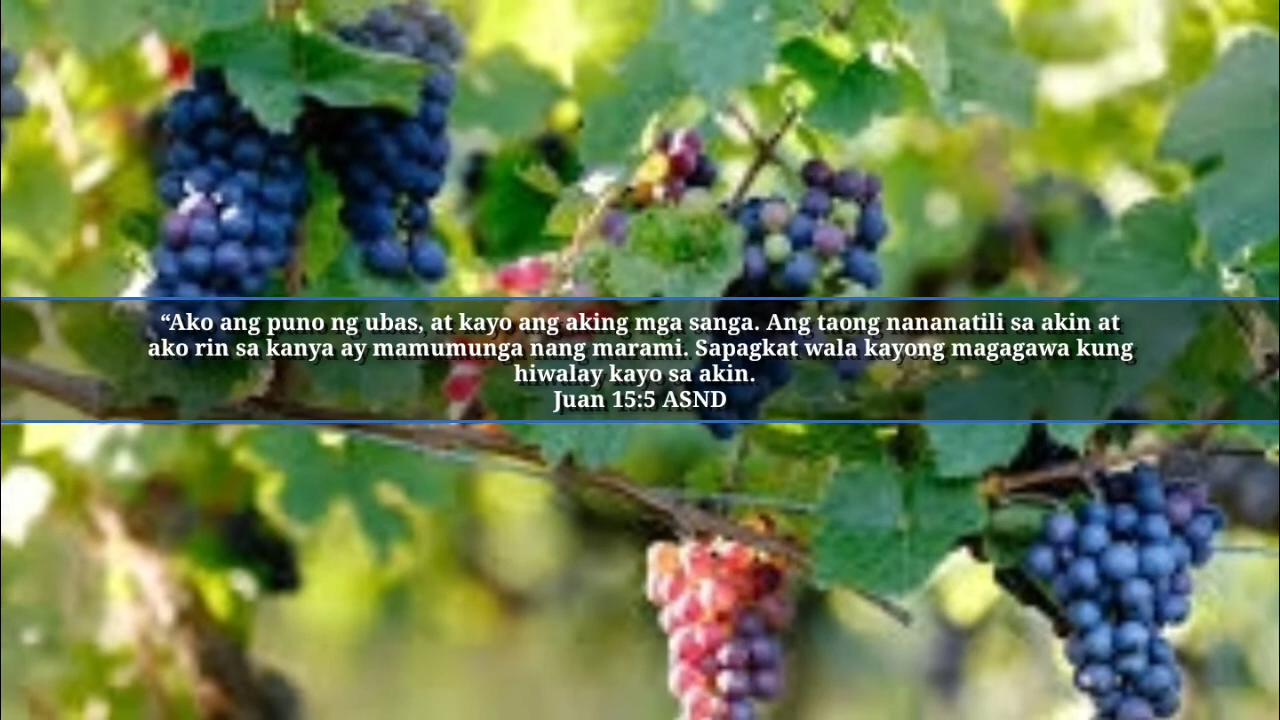 “Ako ang puno ng ubas, at kayo ang aking mga sanga. Ang taong nananatili sa akin at
ako rin sa kanya ay mamumunga nang marami. Sapagkat wala kayong magagawa kung
hiwalay kayo sa akin.
Juan 15:5 ASND